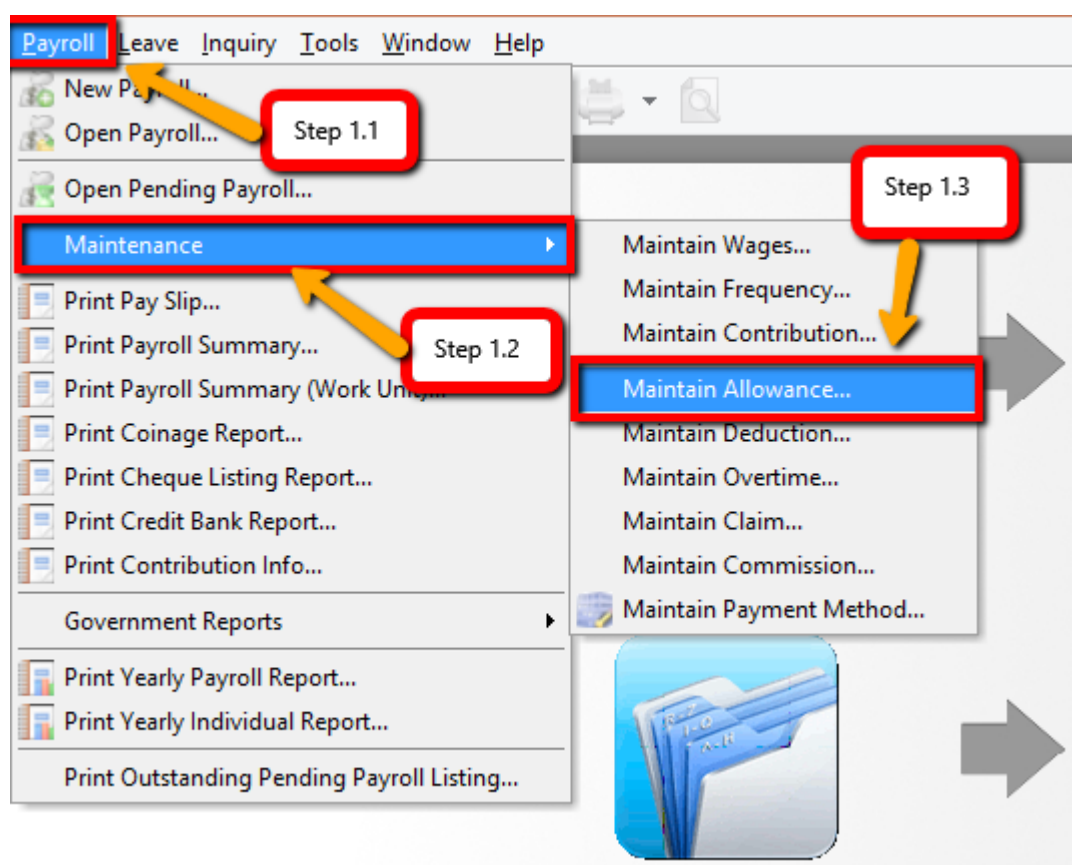 Payroll Leave Inquiry Tools Window Help
New Payroll...
Step 1.1
Open Payroll...
Open Pending Payroll...
Step 1.3
Maintenance
Maintain Wages...
Maintain Frequency...
Print Pay Slip...
Maintain Contribution...
Print Payroll Summary...
Step 1.2
Print Payroll Summary (Work Unit)...
Maintain Allowance...
Print Coinage Report...
Maintain Deduction...
Print Cheque Listing Report...
Maintain Overtime...
Print Credit Bank Report...
Maintain Claim...
Print Contribution Info...
Maintain Commission...
Government Reports
Maintain Payment Method...
Print Yearly Payroll Report...
Print Yearly Individual Report...
Print Outstanding Pending Payroll Listing...
R-Z
I-Q
A-H